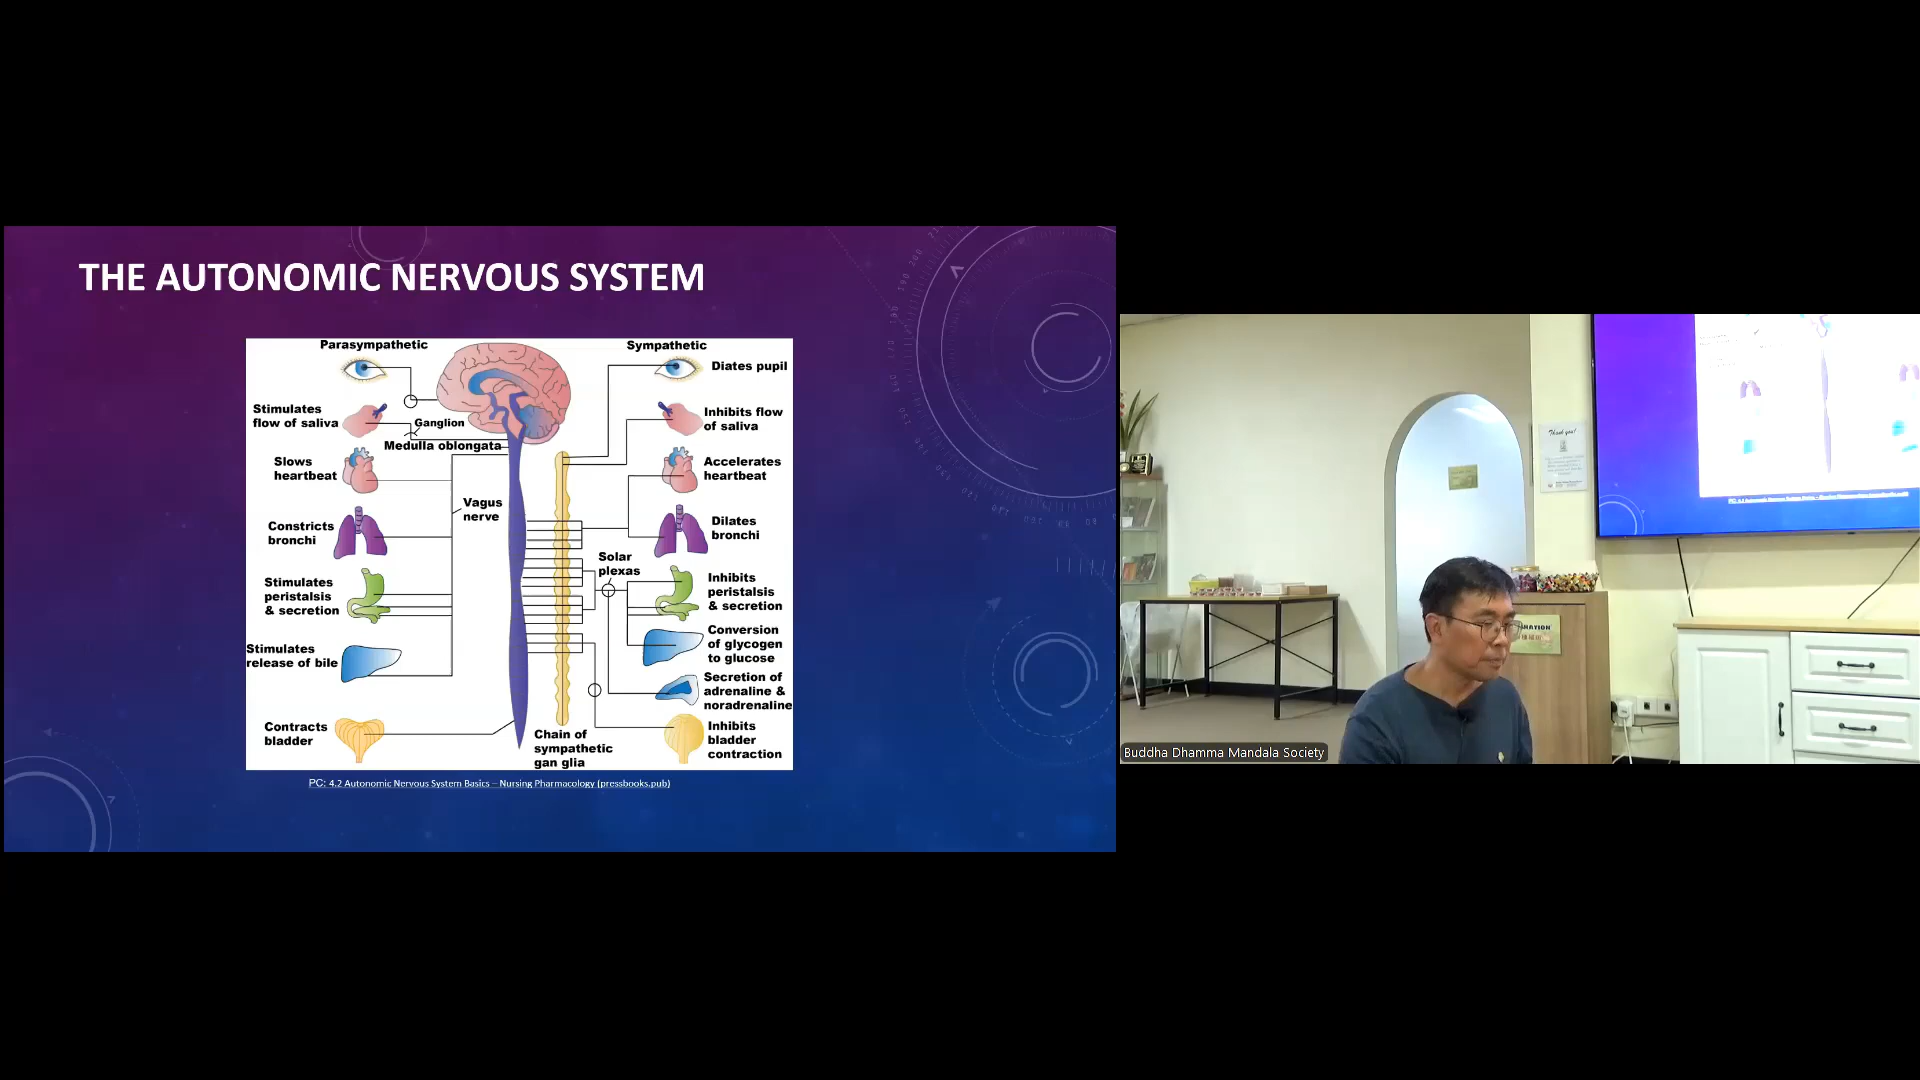 THE AUTONOMIC NERVOUS SYSTEM
Parasympathetic
Stimulates
flow of saliva
Ganglion
Medulla oblongata
Slows
heartbeat
Vagus
nerve
Constricts
bronchi
Stimulates
peristalsis
& secretion
Stimulates
release of bile
Contracts
bladder
Sympathetic
Diates pupil
Inhibits flow
of saliva
Accelerates
heartbeat
Dilates
bronchi
Solar
plexas
Inhibits
peristalsis
& secretion
Conversion
of glycogen
to glucose
Secretion of
adrenaline &
noradrenaline
Inhibits
bladder
contraction
Chain of
sympathetic
gan glia
PC: 4.2 Autonomic Nervous System Basics – Nursing Pharmacology (pressbooks.pub)
Thank you!
Buddha Dhamma Mandala Society